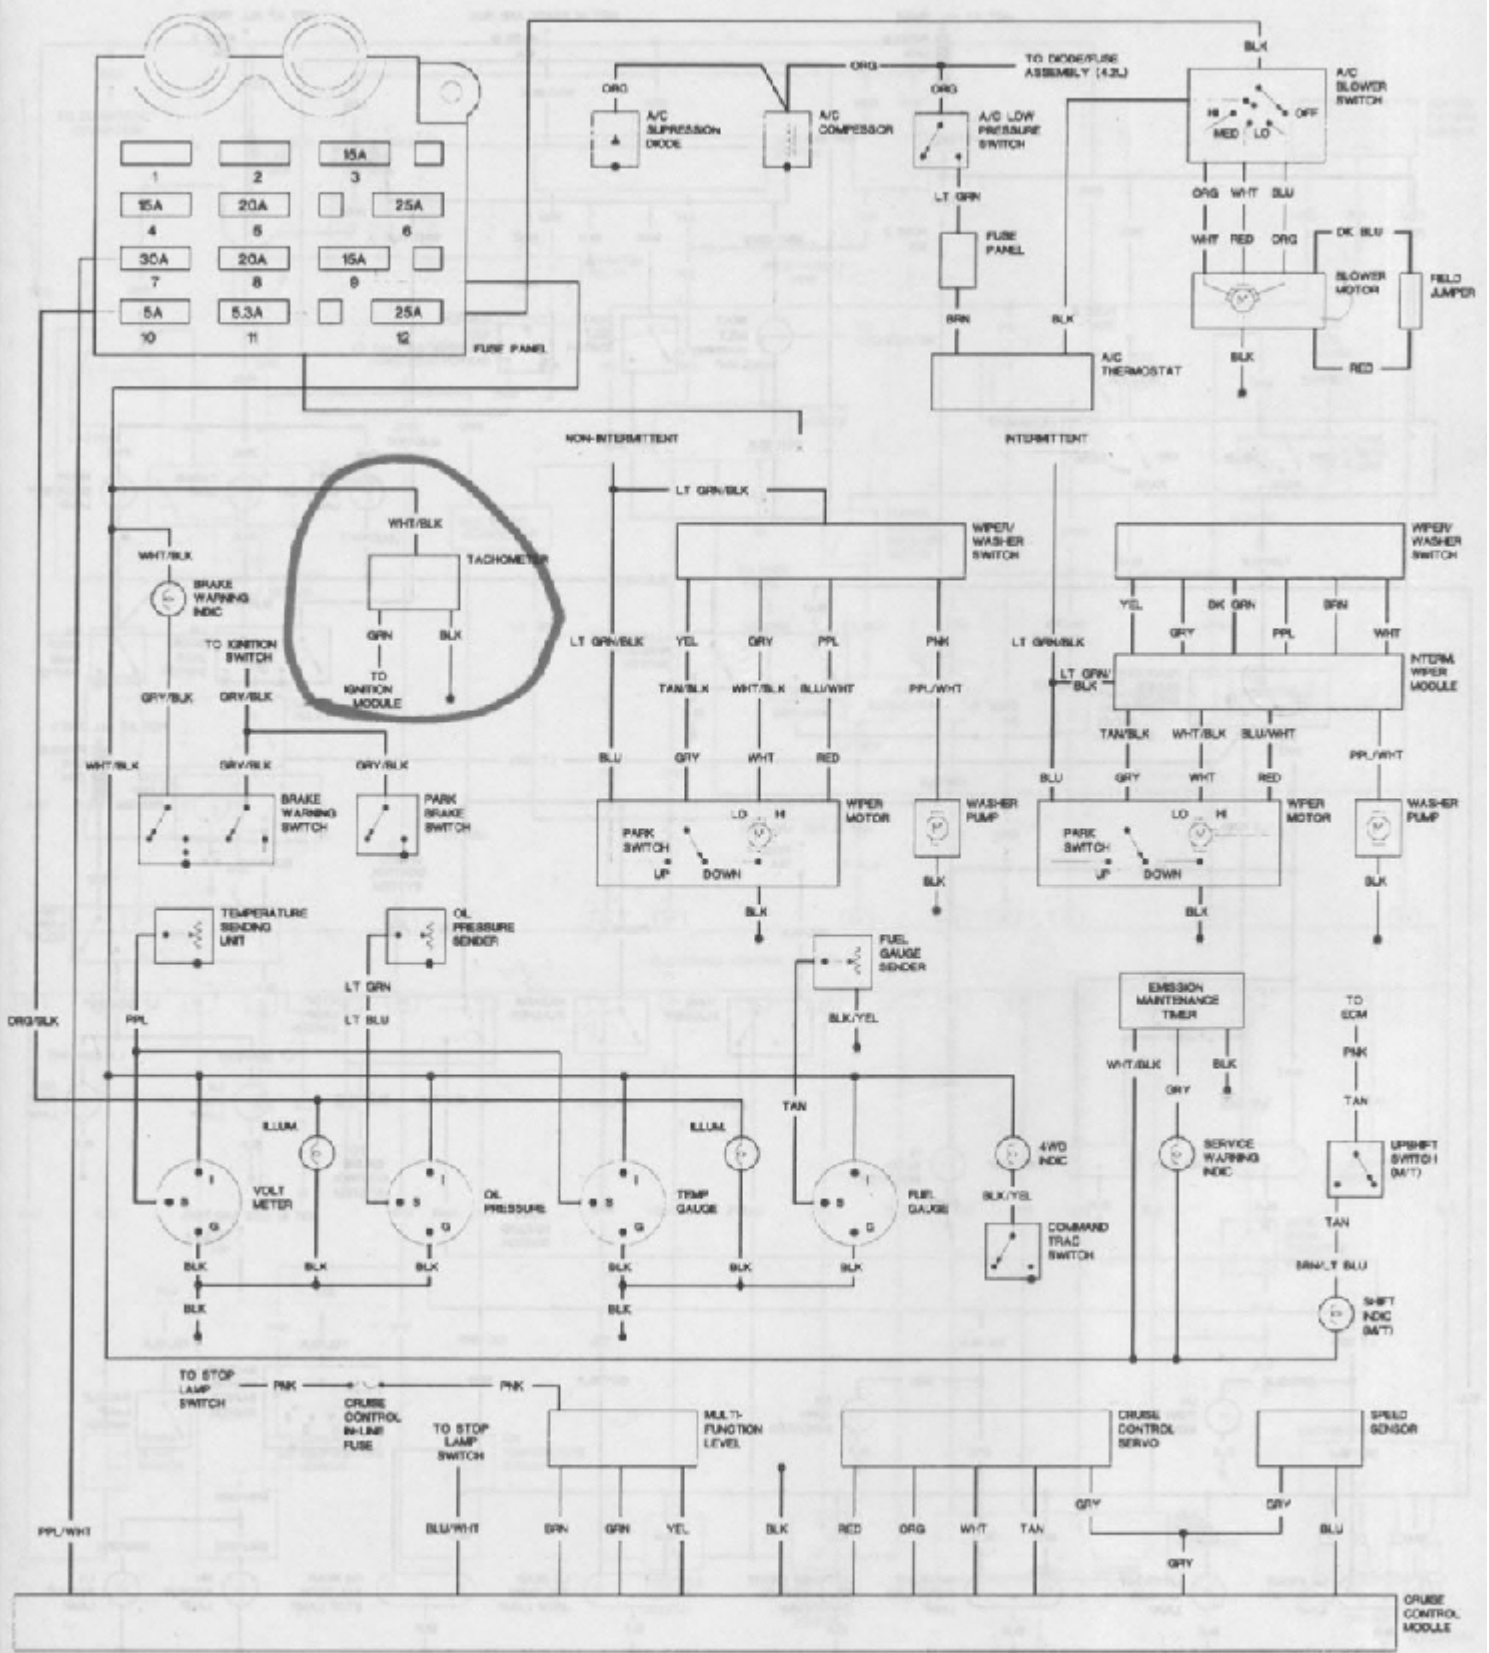 BLK
TO DIODE/FUSE
ASSEMBLY (4.2L)
ORG
ORG
ORG
A/C
BLOWER
SWITCH
HI
MED
LO
OFF
A/C
SUPRESSION
DIODE
A/C
COMPESSOR
A/C LOW
PRESSURE
SWITCH
15A
1
2
3
15A
20A
25A
4
5
6
30A
20A
15A
7
8
9
5A
5.3A
25A
10
11
12
FUSE PANEL
LT GRN
FUSE
PANEL
BRN
BLK
A/C
THERMOSTAT
ORG
WHT
BLU
WHT
RED
ORG
DK BLU
BLOWER
MOTOR
FIELD
JUMPER
BLK
RED
NON-INTERMITTENT
INTERMITTENT
LT GRN/BLK
WHT/BLK
TACHOMETER
GRN
BLK
TO
IGNITION
MODULE
WHT/BLK
BRAKE
WARNING
INDIC
TO IGNITION
SWITCH
GRY/BLK
GRY/BLK
WHT/BLK
GRY/BLK
GRY/BLK
BRAKE
WARNING
SWITCH
PARK
BRAKE
SWITCH
WIPER/
WASHER
SWITCH
LT GRN/BLK
YEL
GRY
PPL
PNK
TAN/BLK
WHT/BLK
BLU/WHT
PPL/WHT
BLU
GRY
WHT
RED
PARK
SWITCH
LO
HI
M
UP
DOWN
WIPER
MOTOR
M
WASHER
PUMP
BLK
BLK
WIPER/
WASHER
SWITCH
YEL
DK GRN
BRN
GRY
PPL
WHT
LT GRN/BLK
LT GRN/
BLK
INTERM.
WIPER
MODULE
TAN/BLK
WHT/BLK
BLU/WHT
PPL/WHT
BLU
GRY
WHT
RED
PARK
SWITCH
LO
HI
M
UP
DOWN
WIPER
MOTOR
M
WASHER
PUMP
BLK
BLK
TEMPERATURE
SENDING
UNIT
OIL
PRESSURE
SENDER
LT GRN
LT BLU
FUEL
GAUGE
SENDER
BLK/YEL
EMISSION
MAINTENANCE
TIMER
WHT/BLK
GRY
BLK
TO
ECM
PNK
TAN
ORG/BLK
PPL
TAN
ILLUM.
ILLUM.
I
S
G
VOLT
METER
I
S
G
OIL
PRESSURE
I
S
G
TEMP
GAUGE
I
S
G
FUEL
GAUGE
4WD
INDIC
BLK/YEL
COMMAND
TRAC
SWITCH
SERVICE
WARNING
INDIC
UPSHIFT
SWITCH
(M/T)
TAN
BRN/LT BLU
SHIFT
INDIC
(M/T)
BLK
BLK
BLK
BLK
BLK
BLK
BLK
BLK
TO STOP
LAMP
SWITCH
PNK
PNK
CRUISE
CONTROL
IN-LINE
FUSE
TO STOP
LAMP
SWITCH
MULTI-
FUNCTION
LEVEL
CRUISE
CONTROL
SERVO
SPEED
SENSOR
GRY
GRY
PPL/WHT
BLU/WHT
BRN
GRN
YEL
BLK
RED
ORG
WHT
TAN
BLU
GRY
CRUISE
CONTROL
MODULE